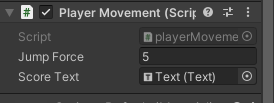 Player Movement (Scrip
Script playerMoveme
Jump Force 5
Score Text Text (Text)